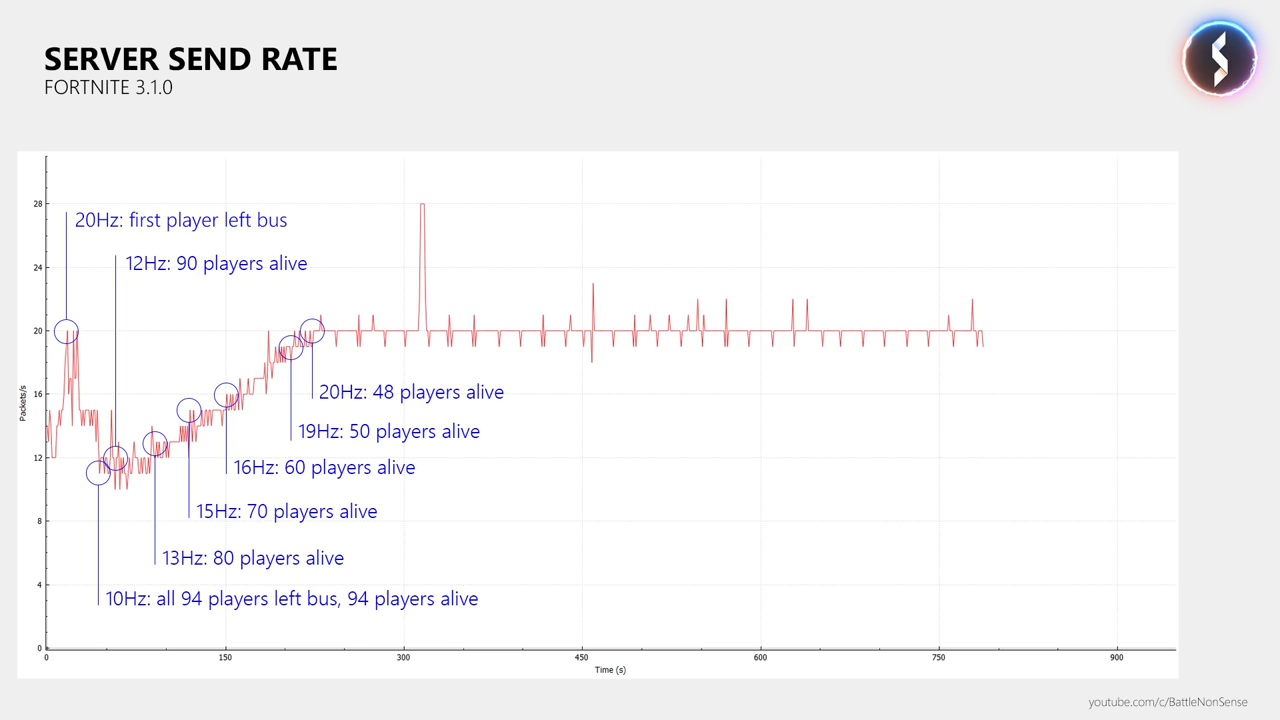 SERVER SEND RATE
FORTNITE 3.1.0
28
20Hz: first player left bus
12Hz: 90 players alive
24
20
20Hz: 48 players alive
16
Packets/s
19Hz: 50 players alive
12
16Hz: 60 players alive
15Hz: 70 players alive
8
13Hz: 80 players alive
4
10Hz: all 94 players left bus, 94 players alive
0
0 150 300 450 600 750 900
Time (s)
youtube.com/c/BattleNonSense